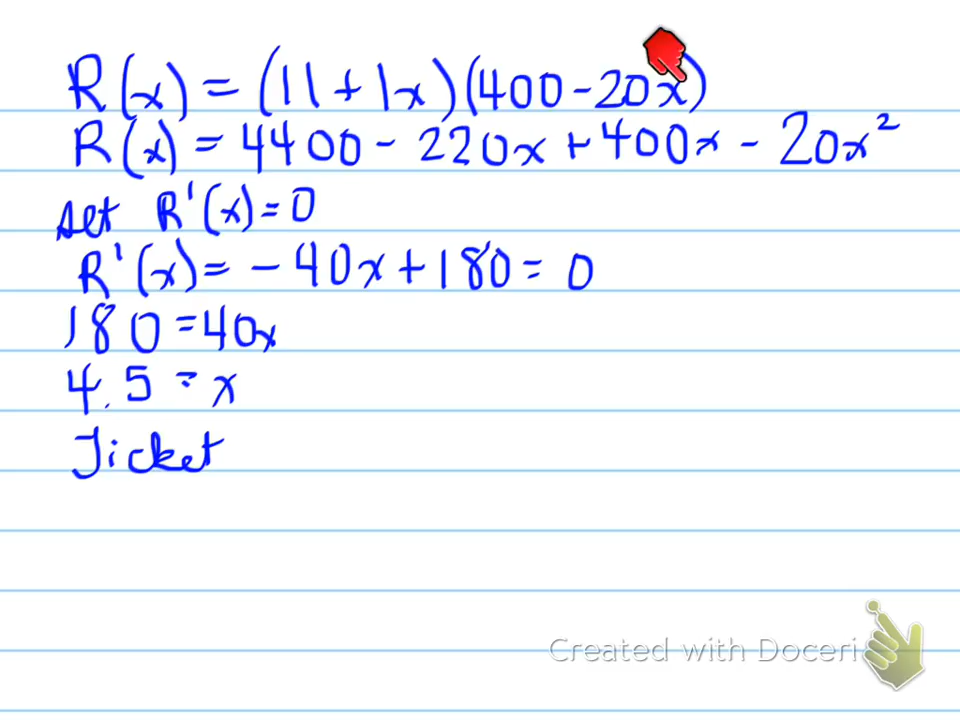 R(x) = (11 + 1x)(400 - 20x)
R(x) = 4400 - 220x + 400x - 20x²
set R'(x) = 0
R'(x) = - 40x + 180 = 0
180 = 40x
4.5 = x
Ticket
Created with Doceri